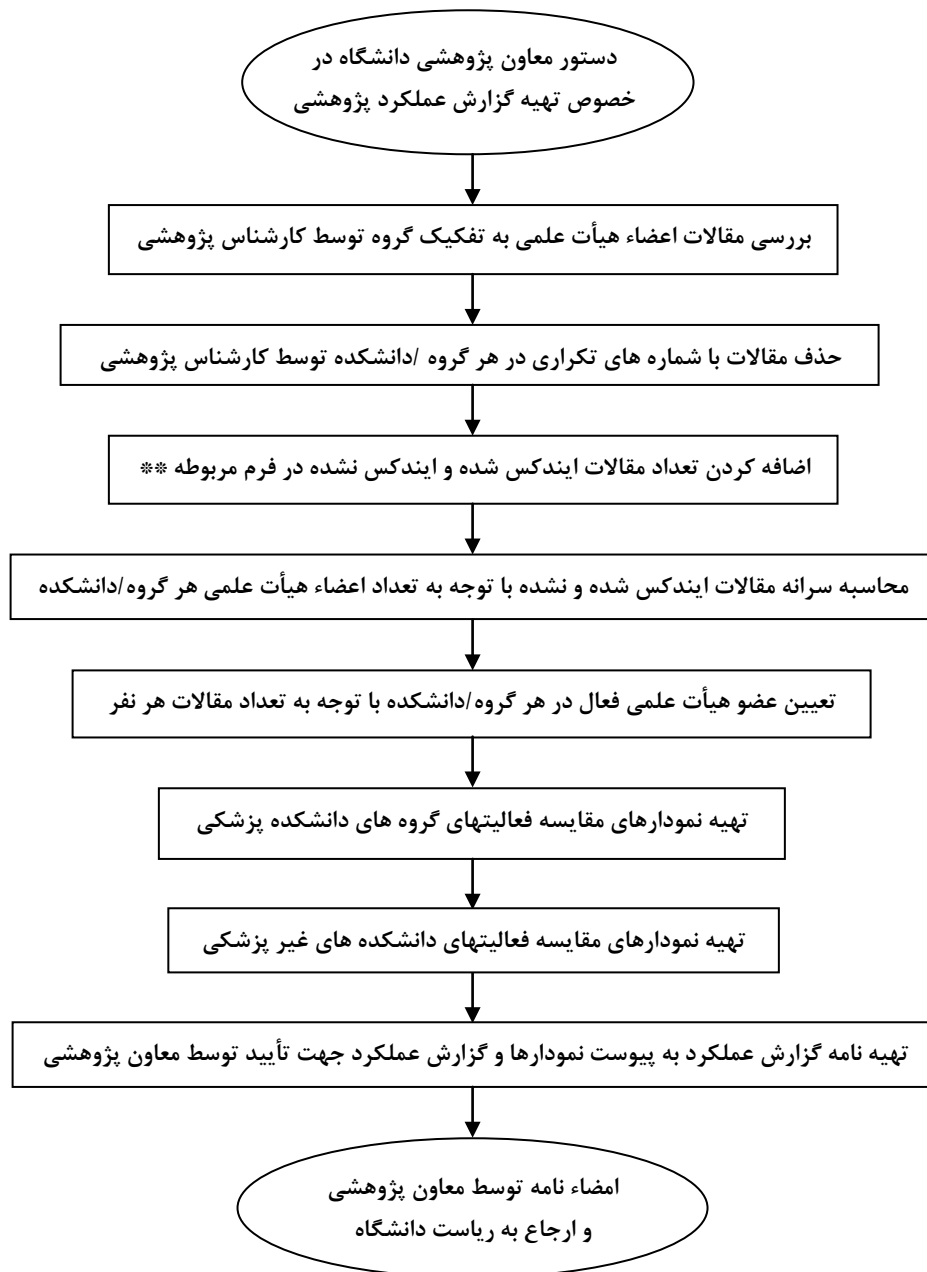 دستور معاون پژوهشی دانشگاه در
خصوص تهیه گزارش عملکرد پژوهشی
بررسی مقالات اعضاء هیأت علمی به تفکیک گروه توسط کارشناس پژوهشی
حذف مقالات با شماره های تکراری در هر گروه /دانشکده توسط کارشناس پژوهشی
اضافه کردن تعداد مقالات ایندکس شده و ایندکس نشده در فرم مربوطه **
محاسبه سرانه مقالات ایندکس شده و نشده با توجه به تعداد اعضاء هیأت علمی هر گروه/دانشکده
تعیین عضو هیأت علمی فعال در هر گروه/دانشکده با توجه به تعداد مقالات هر نفر
تهیه نمودارهای مقایسه فعالیتهای گروه های دانشکده پزشکی
تهیه نمودارهای مقایسه فعالیتهای دانشکده های غیر پزشکی
تهیه نامه گزارش عملکرد به پیوست نمودارها و گزارش عملکرد جهت تأیید توسط معاون پژوهشی
امضاء نامه توسط معاون پژوهشی
و ارجاع به ریاست دانشگاه